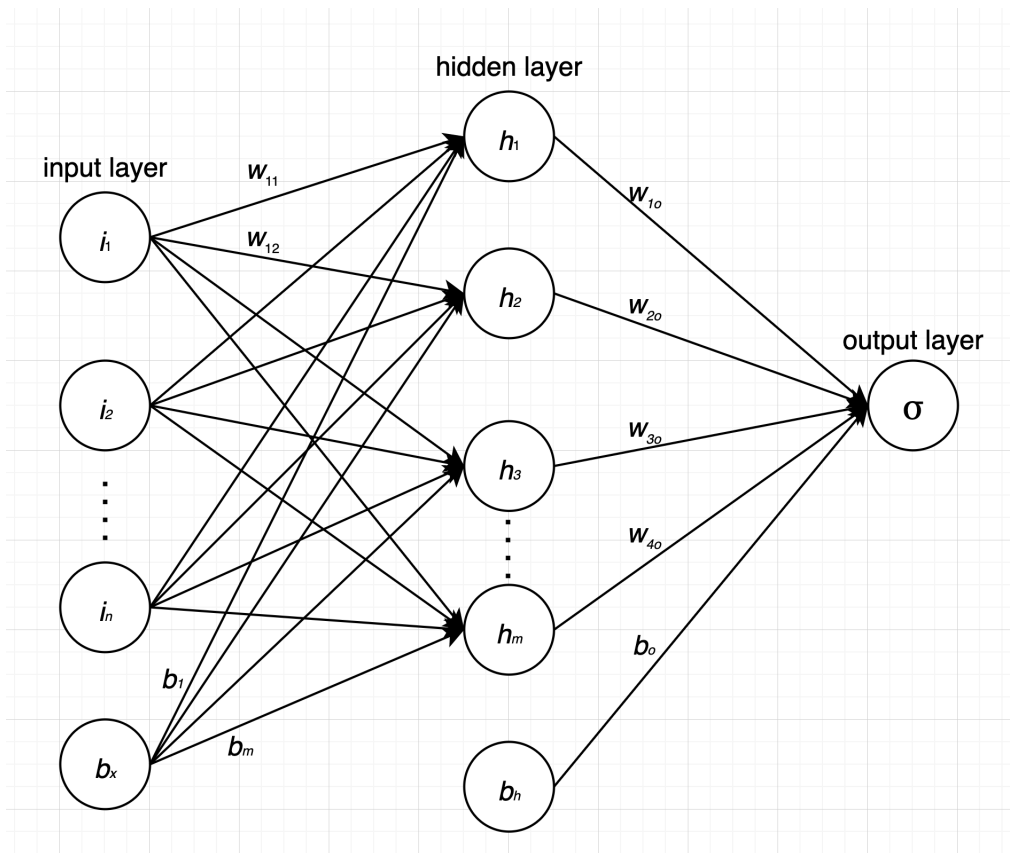 hidden layer
input layer
output layer
i1
i2
in
bx
h1
h2
h3
hm
bh
σ
w11
w12
b1
bm
w1o
w2o
w3o
w4o
bo